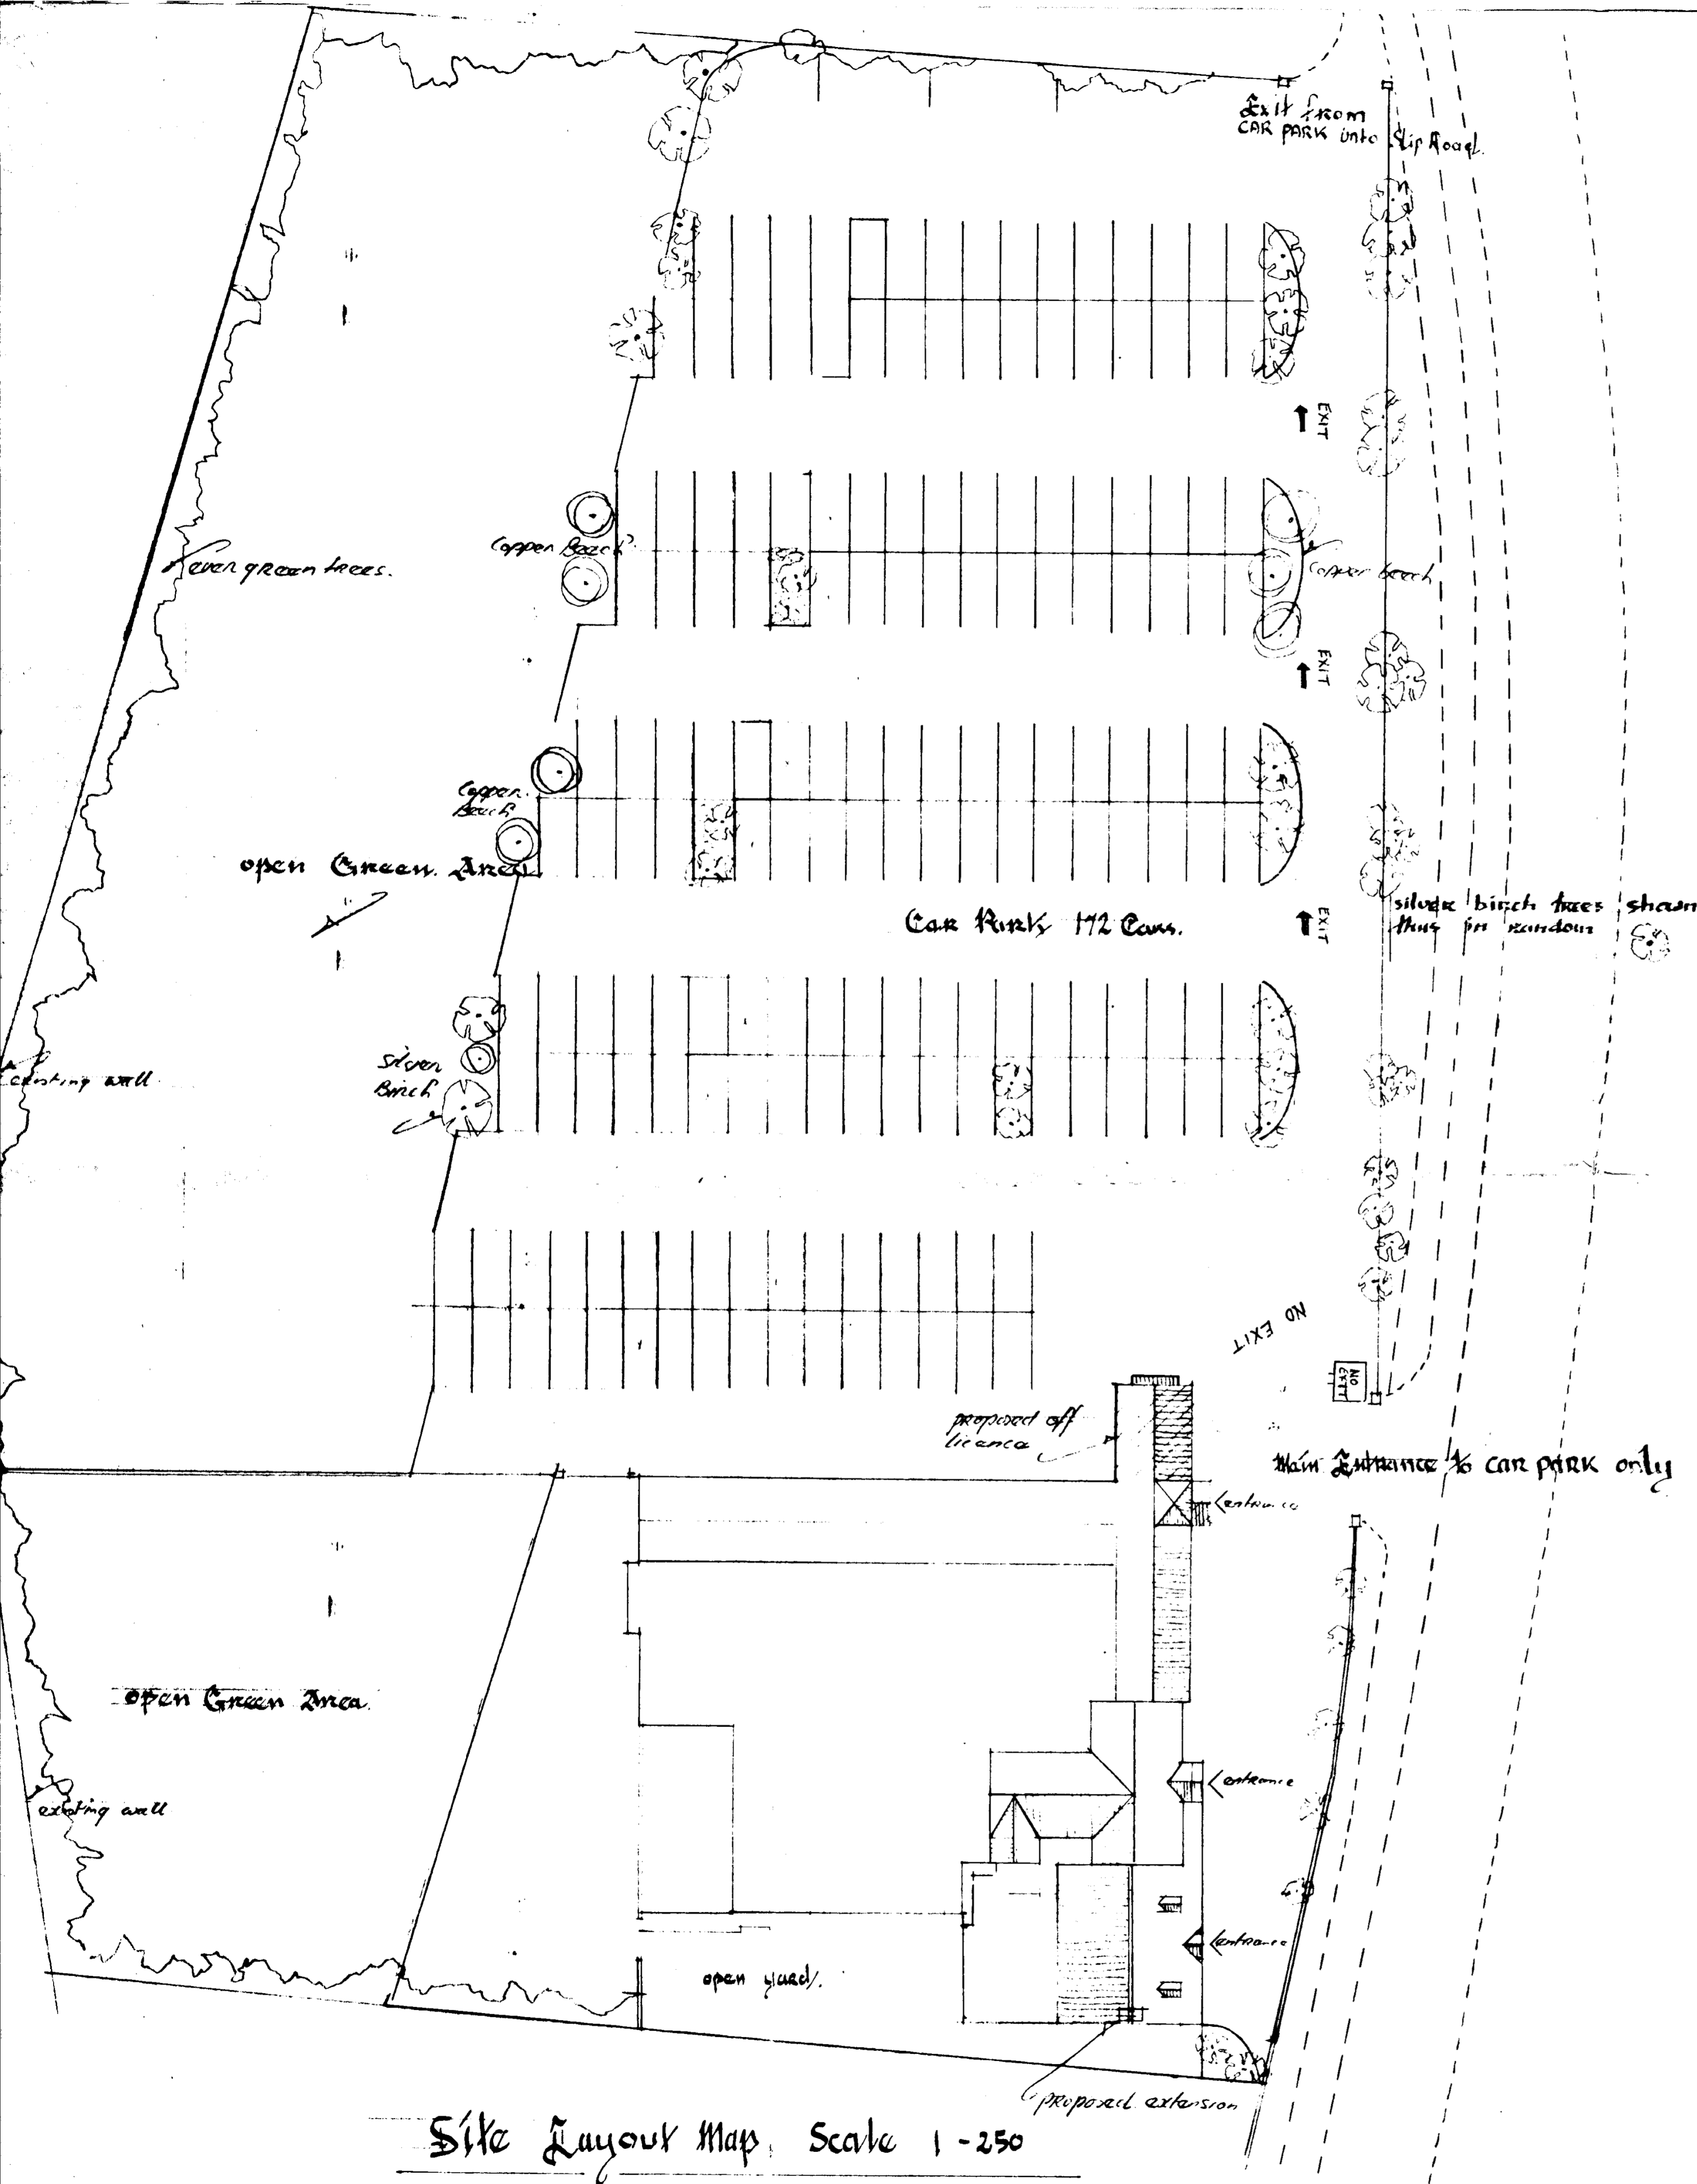 Exit from
CAR PARK unto Slip Road.
EXIT
Copper Beech
evergreen trees.
Copper beech
EXIT
Copper
Beech
open Green Area
silver birch trees shown
thus in random
Car Park 172 Cars.
EXIT
Silver
Birch
existing wall
NO EXIT
NO
EXIT
proposed off
licence
Main Entrance to CAR PARK only
entrance
open Green Area
entrance
existing wall
entrance
open yard.
proposed extension
Site Layout Map. Scale 1-250